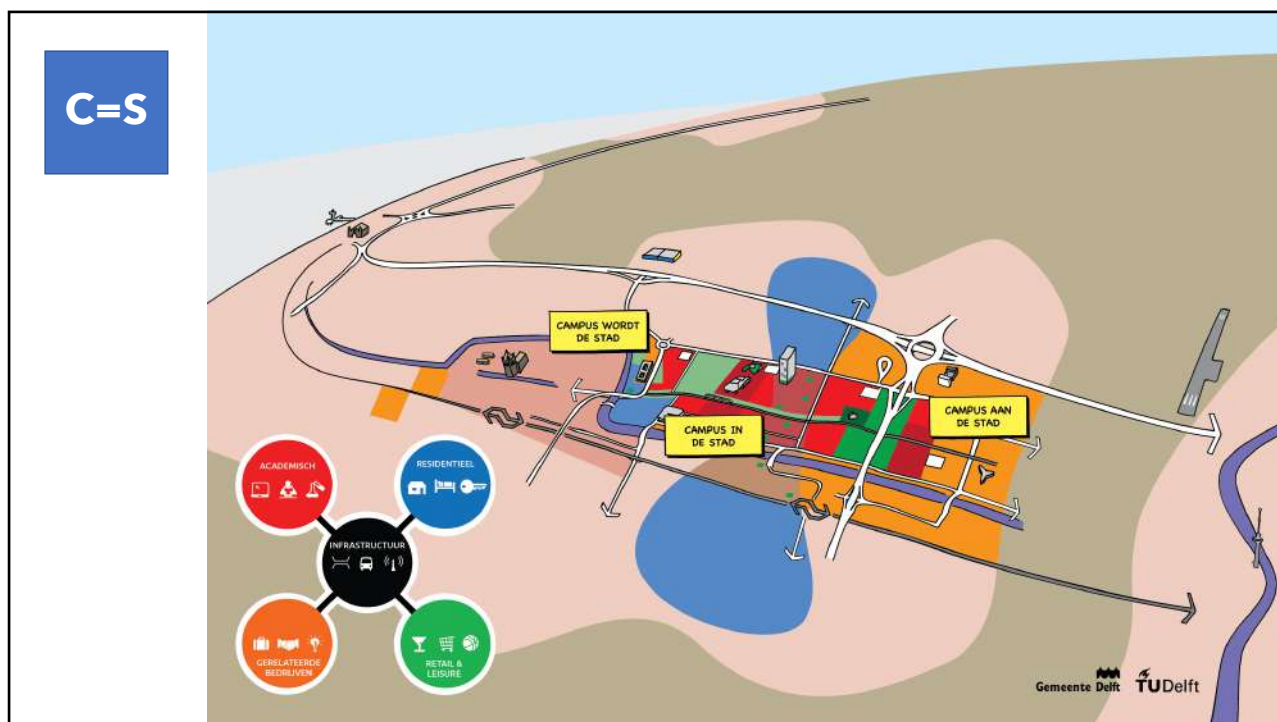 C=S
CAMPUS WORDT
DE STAD
CAMPUS IN
DE STAD
CAMPUS AAN
DE STAD
ACADEMISCH
RESIDENTIEEL
INFRASTRUCTUUR
GERELATEERDE
BEDRIJVEN
RETAIL &
LEISURE
Gemeente Delft
TUDelft